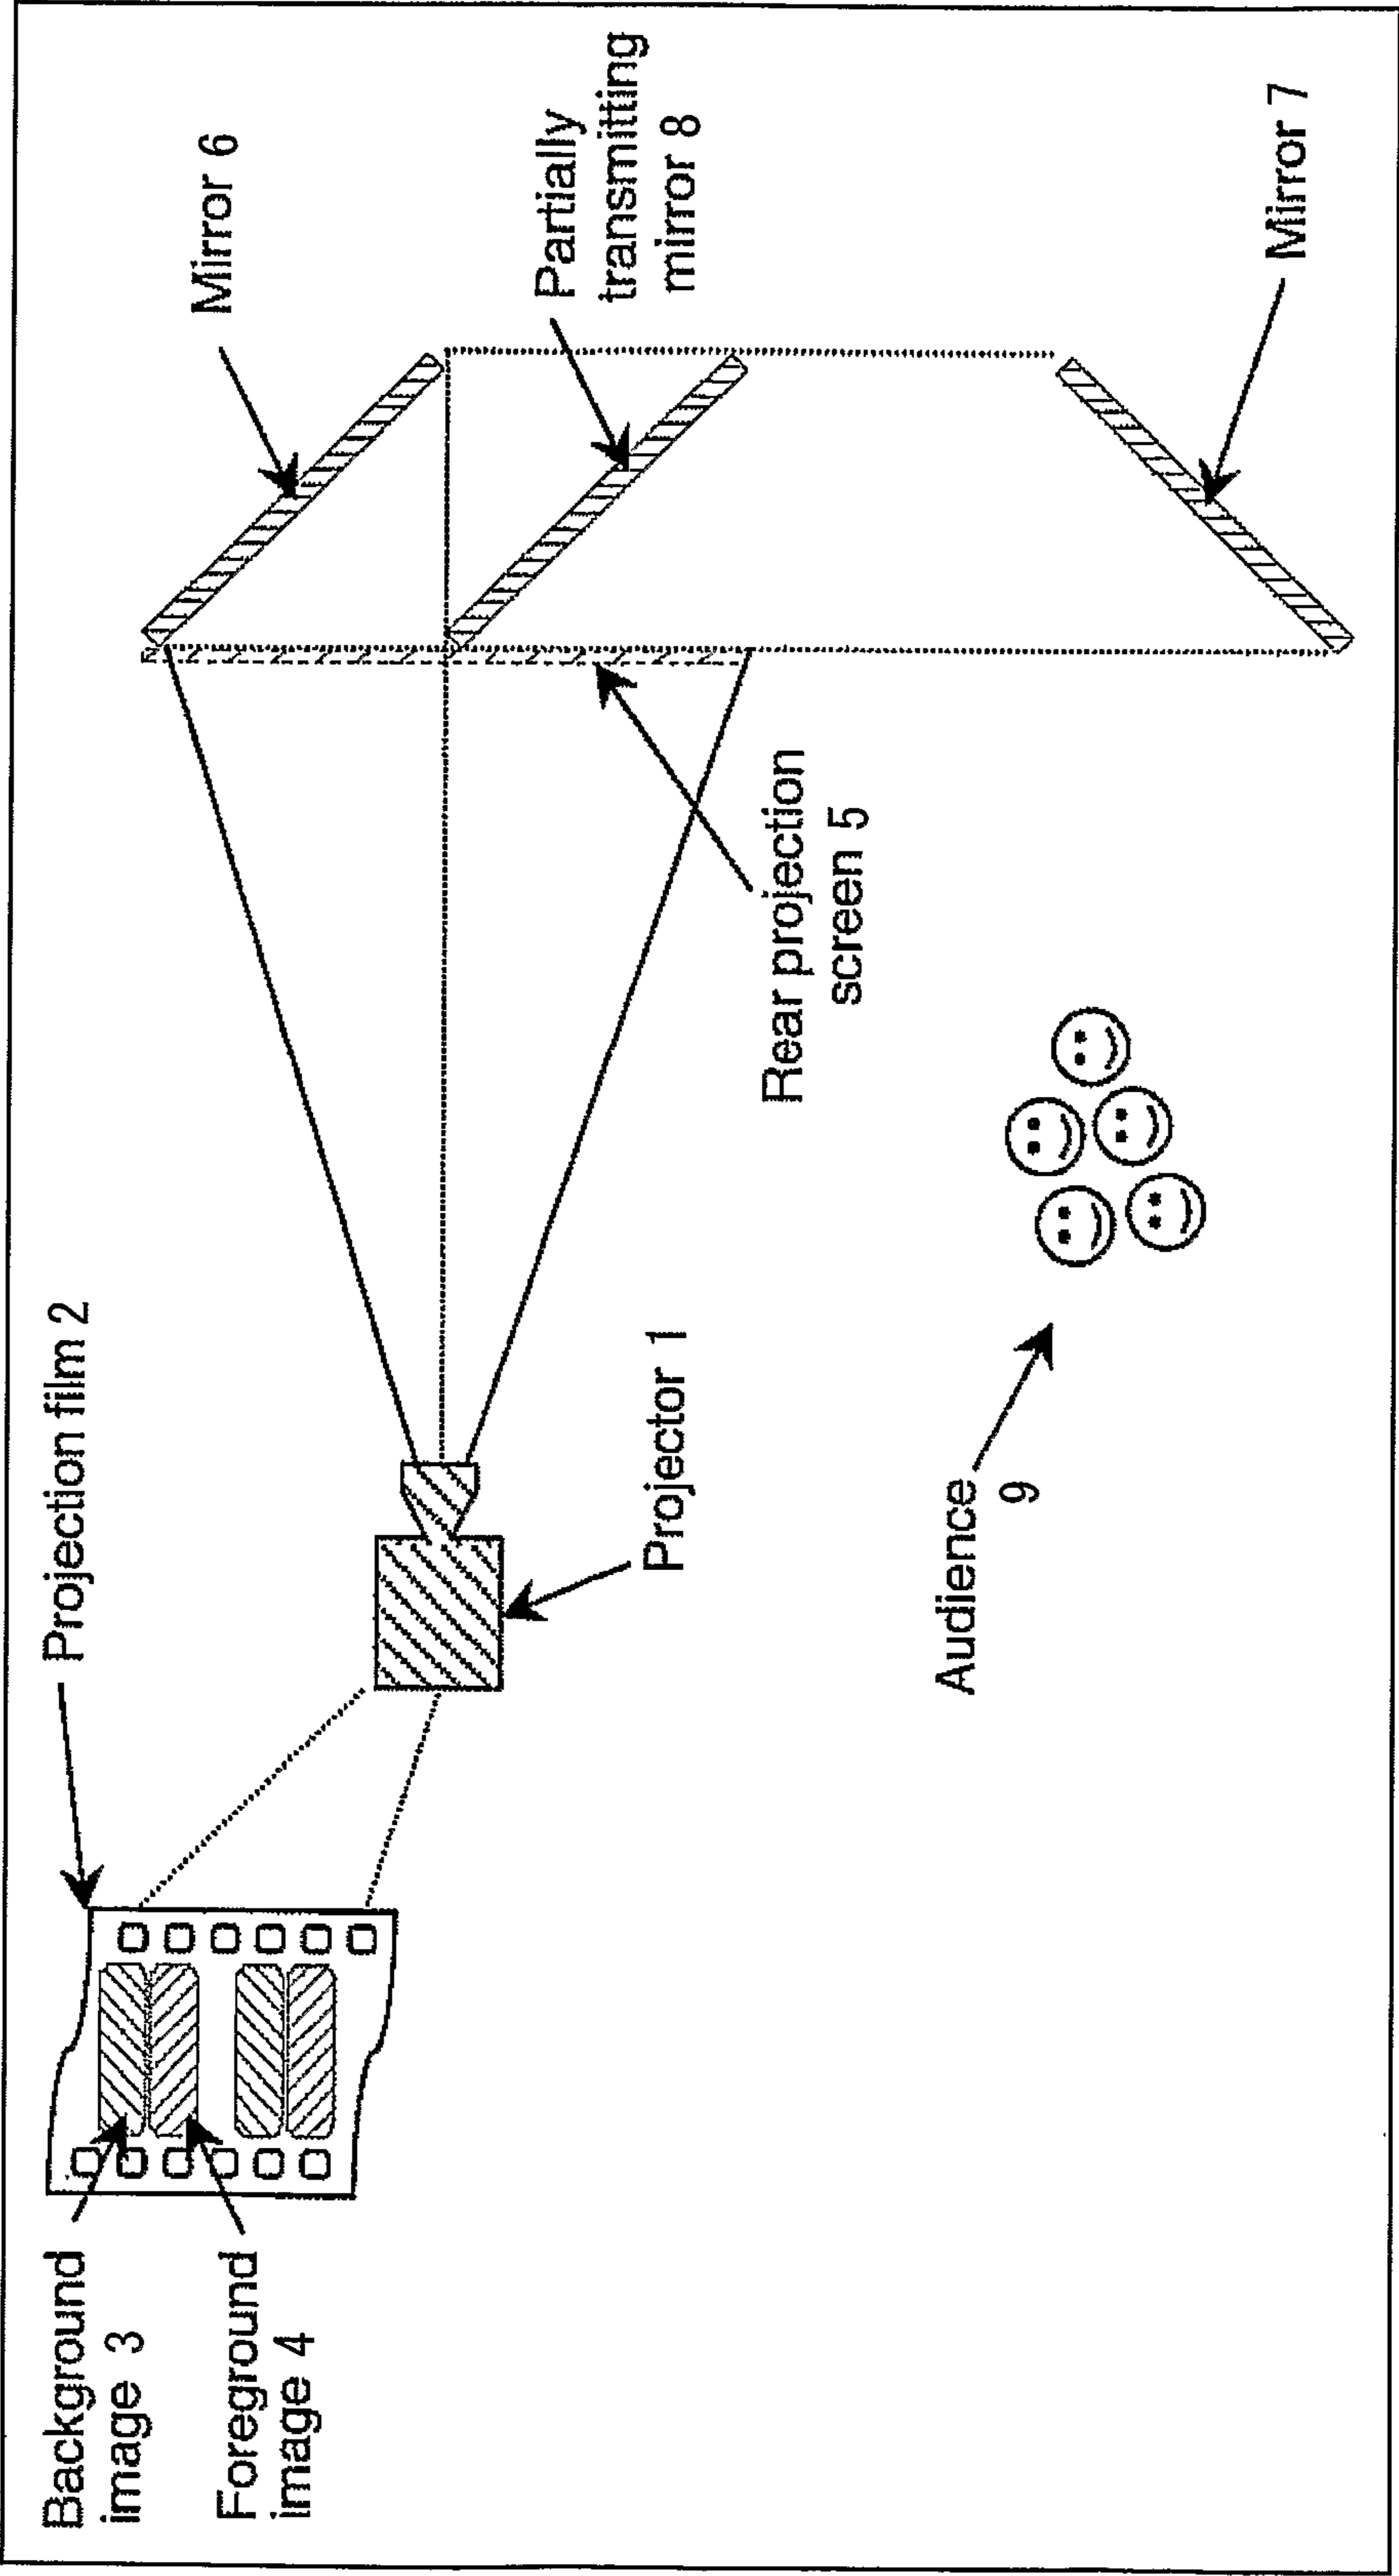 Background
image 3
Foreground
image 4
Projection film 2
Projector 1
Audience
9
Rear projection
screen 5
Mirror 6
Partially
transmitting
mirror 8
Mirror 7